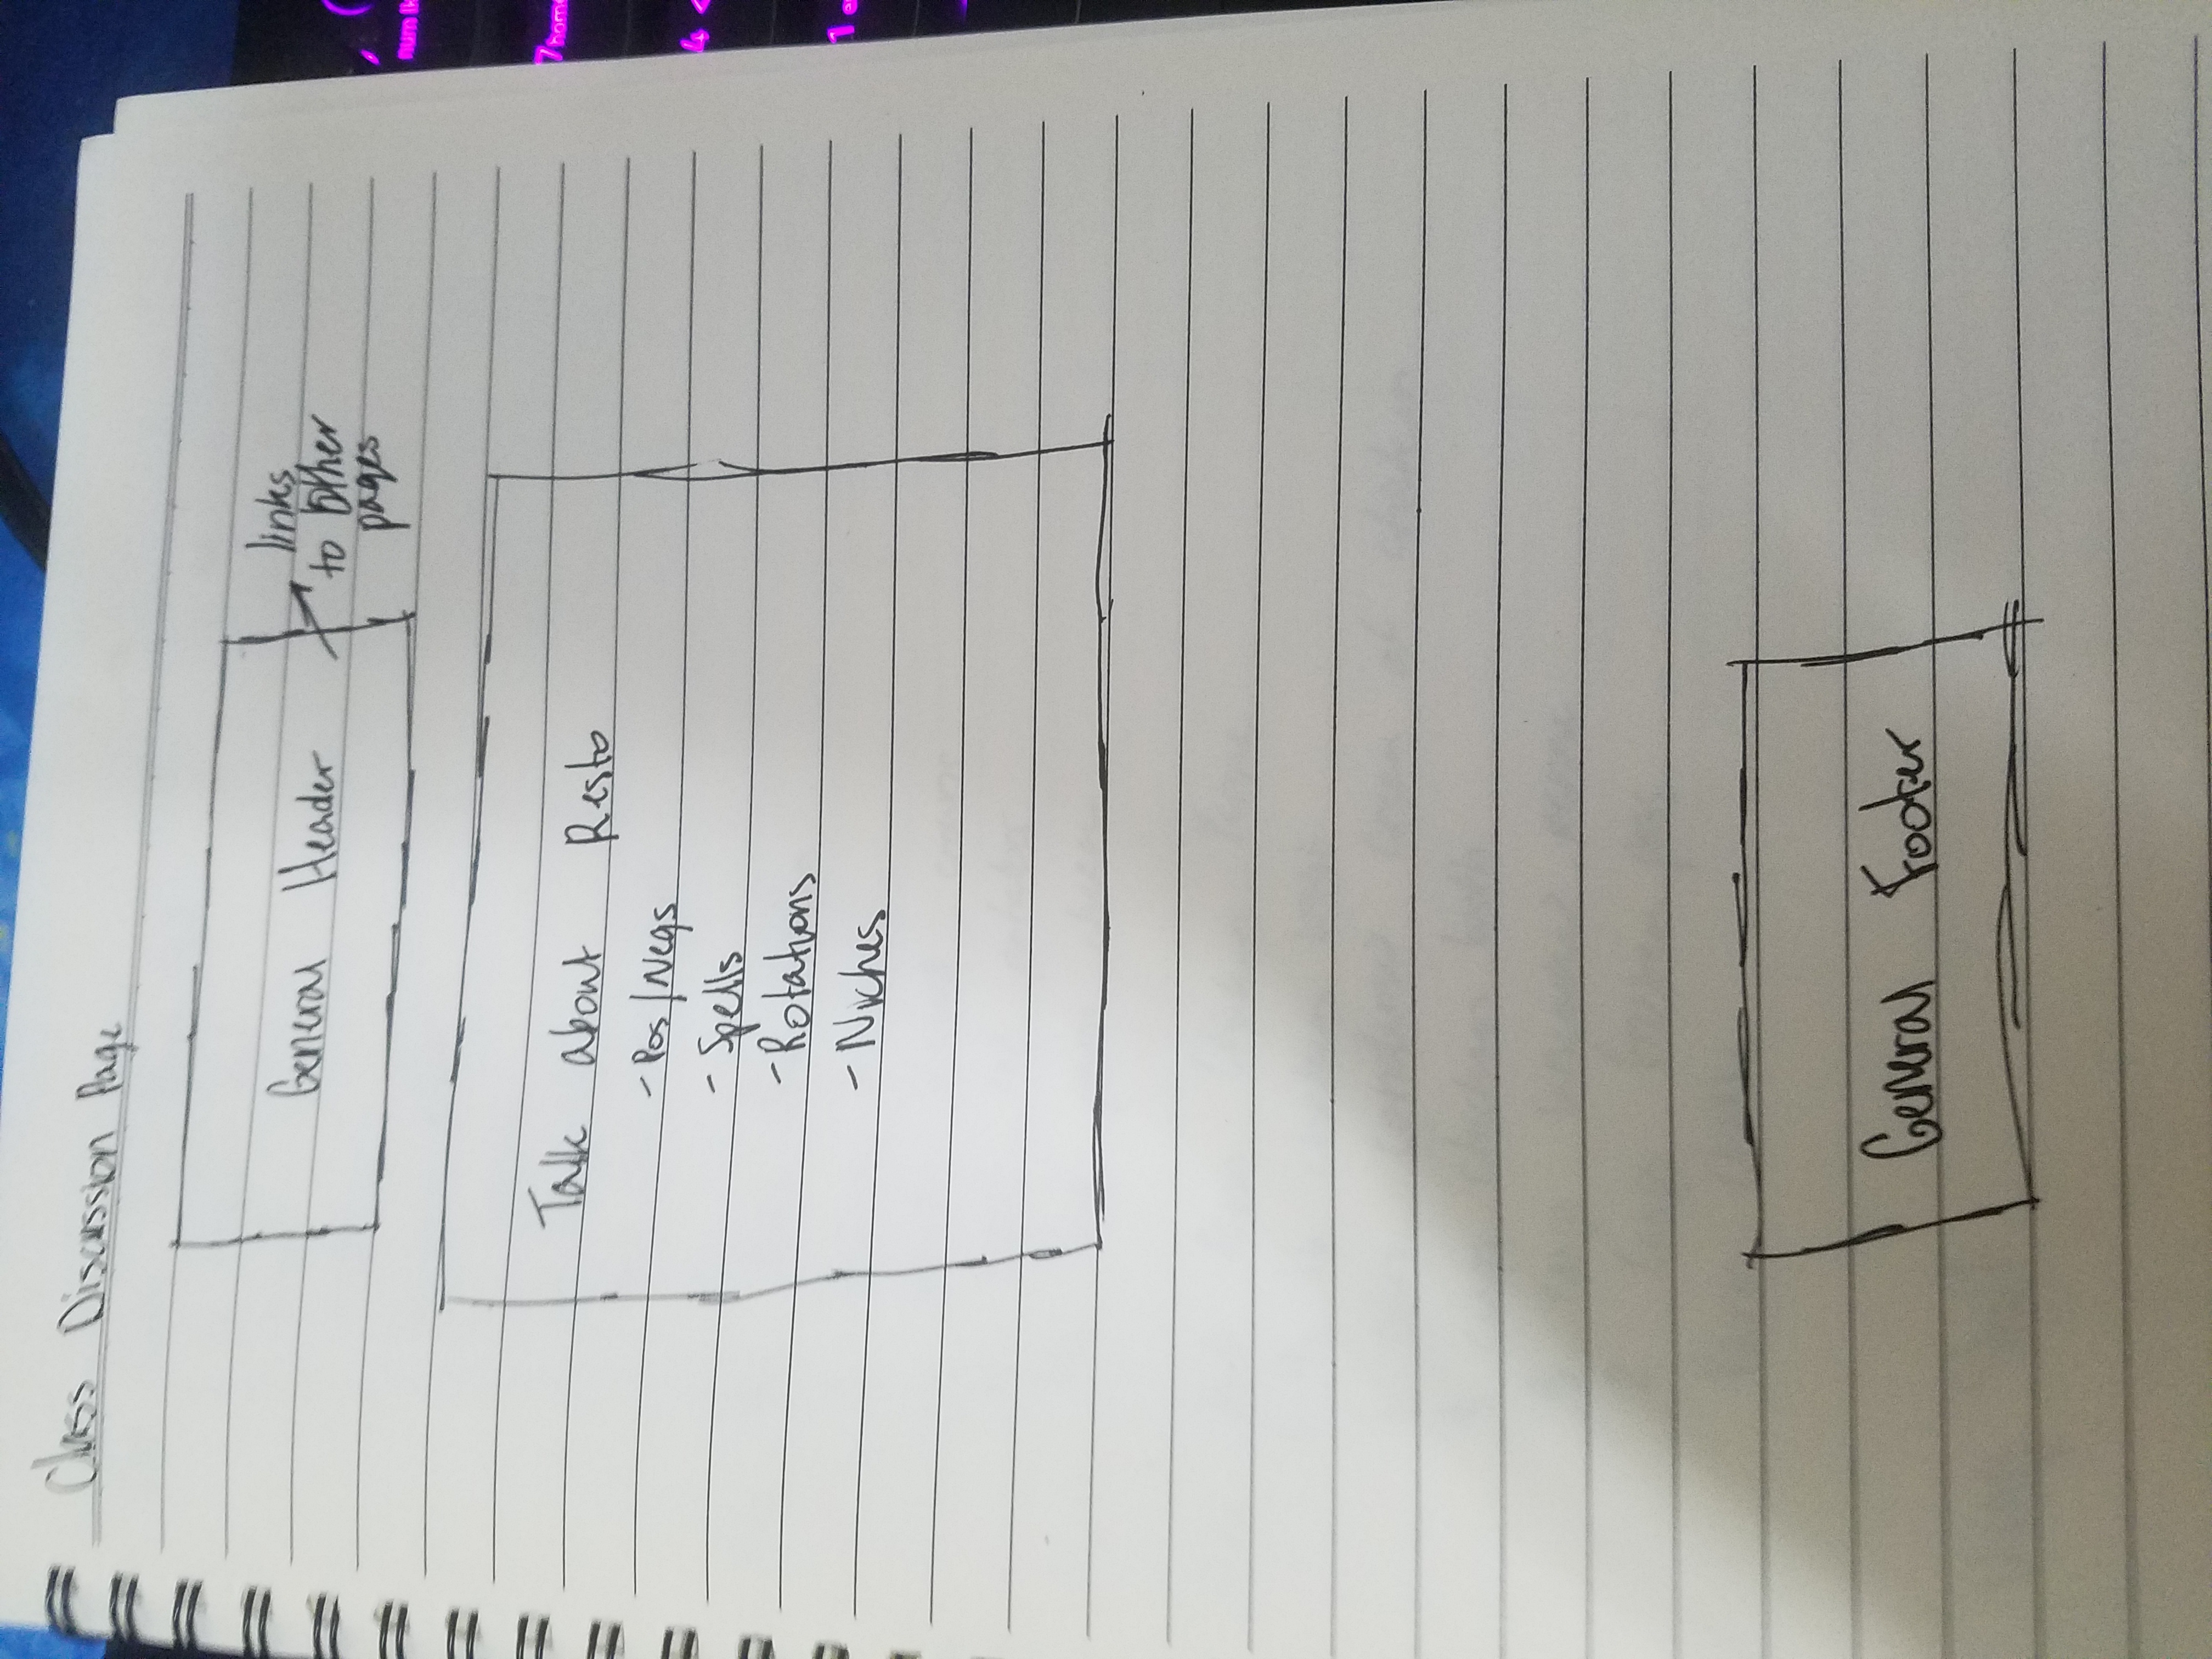 Class Discussion Page
General Header
links
to Other
pages
Talk about Resto
- Pos/Negs
- Spells
- Rotations
- Niches
General Footer
num lk
7 home
4 <
1